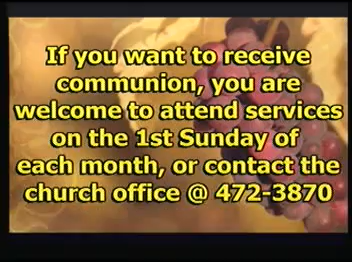 If you want to receive
communion, you are
welcome to attend services
on the 1st Sunday of
each month, or contact the
church office @ 472-3870